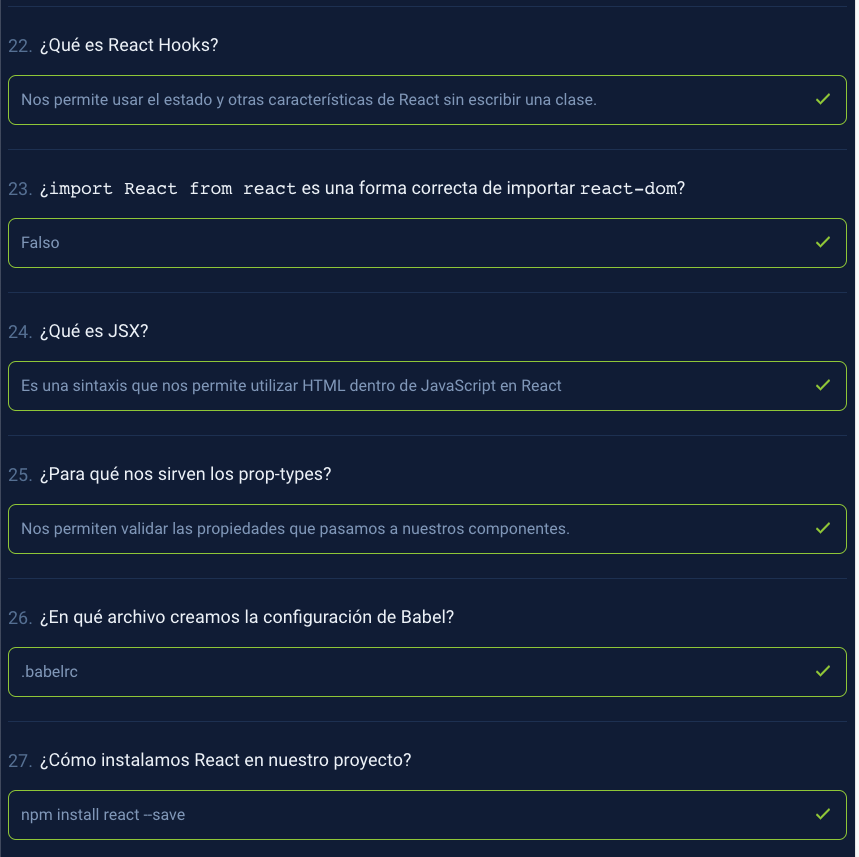 22. ¿Qué es React Hooks?
Nos permite usar el estado y otras características de React sin escribir una clase.
23. ¿import React from react es una forma correcta de importar react-dom?
Falso
24. ¿Qué es JSX?
Es una sintaxis que nos permite utilizar HTML dentro de JavaScript en React
25. ¿Para qué nos sirven los prop-types?
Nos permiten validar las propiedades que pasamos a nuestros componentes.
26. ¿En qué archivo creamos la configuración de Babel?
.babelrc
27. ¿Cómo instalamos React en nuestro proyecto?
npm install react --save